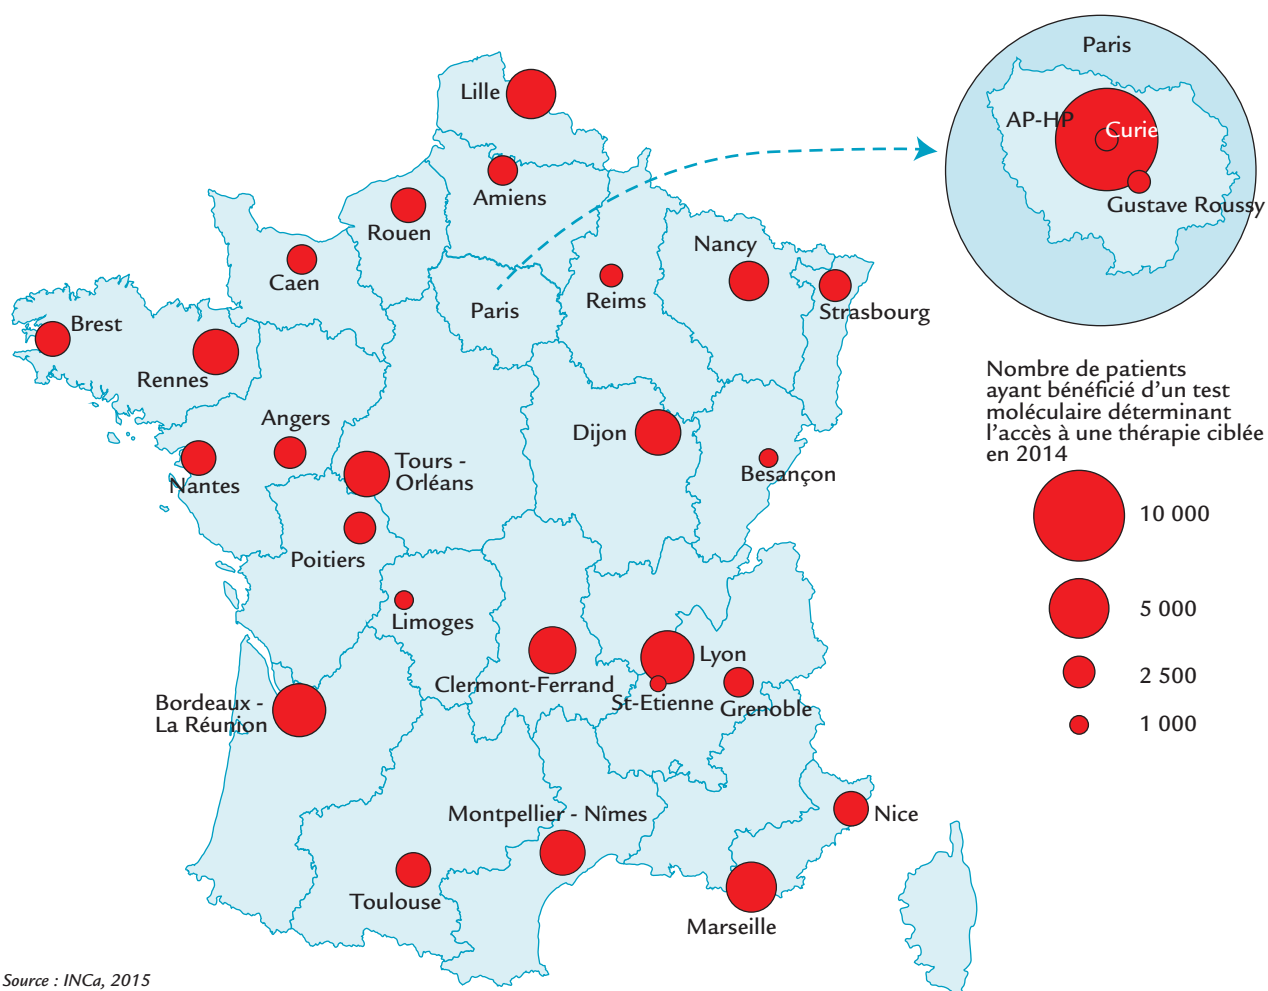 Paris
Lille
AP-HP
Curie
Amiens
Gustave Roussy
Rouen
Nancy
Caen
Reims
Paris
Strasbourg
Brest
Rennes
Nombre de patients
ayant bénéficié d’un test
moléculaire déterminant
l’accès à une thérapie ciblée
en 2014
Angers
Dijon
Tours -
Orléans
Besançon
Nantes
10 000
Poitiers
5 000
Limoges
Lyon
2 500
Clermont-Ferrand
St-Etienne
Grenoble
Bordeaux -
La Réunion
1 000
Montpellier - Nîmes
Nice
Toulouse
Marseille
Source : INCa, 2015